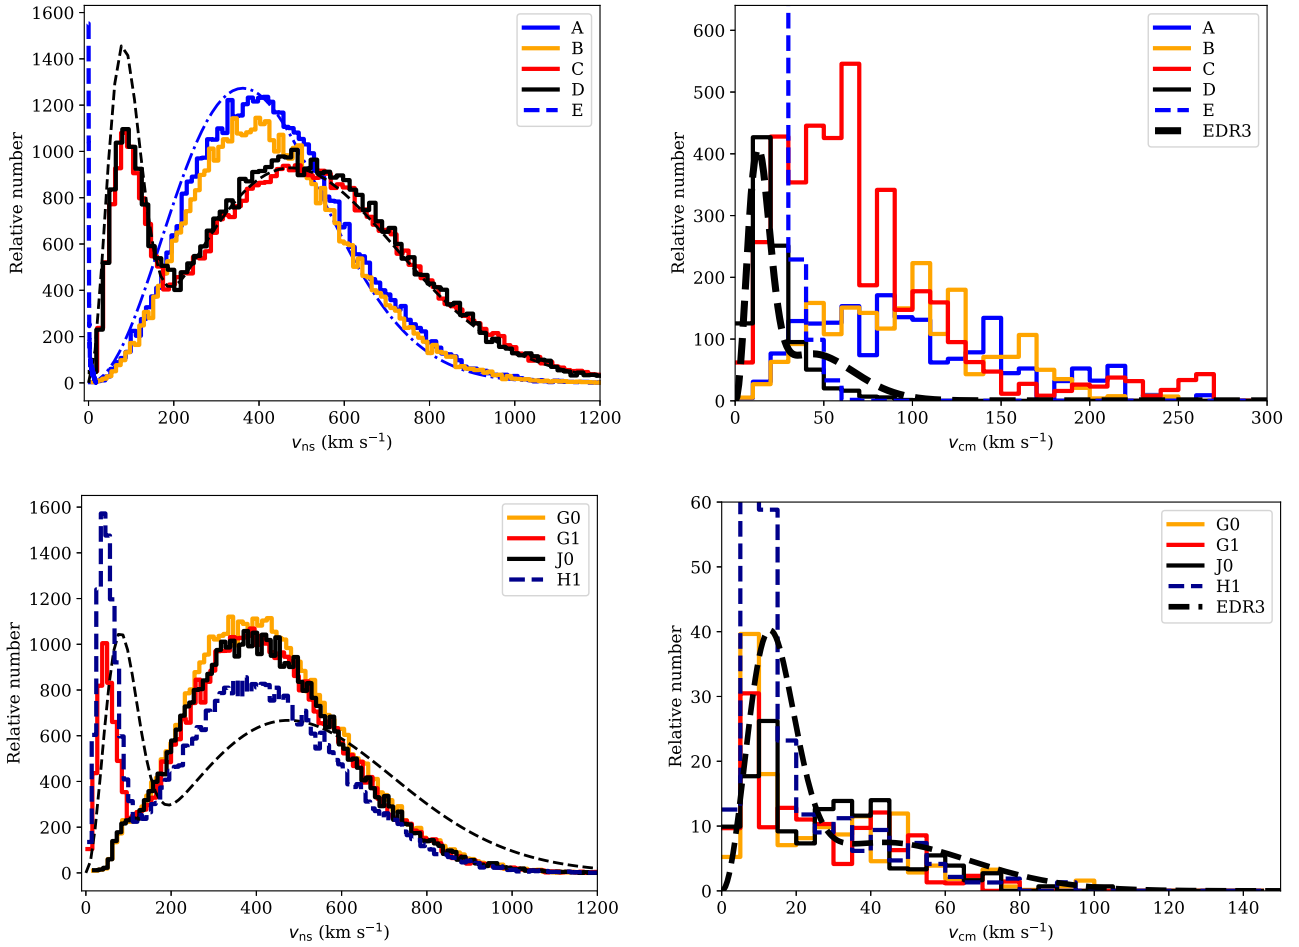 1600
1400
1200
1000
800
600
400
200
0
Relative number
0 200 400 600 800 1000 1200
vns (km s−1)
A
B
C
D
E
600
500
400
300
200
100
0
Relative number
0 50 100 150 200 250 300
vcm (km s−1)
A
B
C
D
E
EDR3
1600
1400
1200
1000
800
600
400
200
0
Relative number
0 200 400 600 800 1000 1200
vns (km s−1)
G0
G1
J0
H1
60
50
40
30
20
10
0
Relative number
0 20 40 60 80 100 120 140
vcm (km s−1)
G0
G1
J0
H1
EDR3